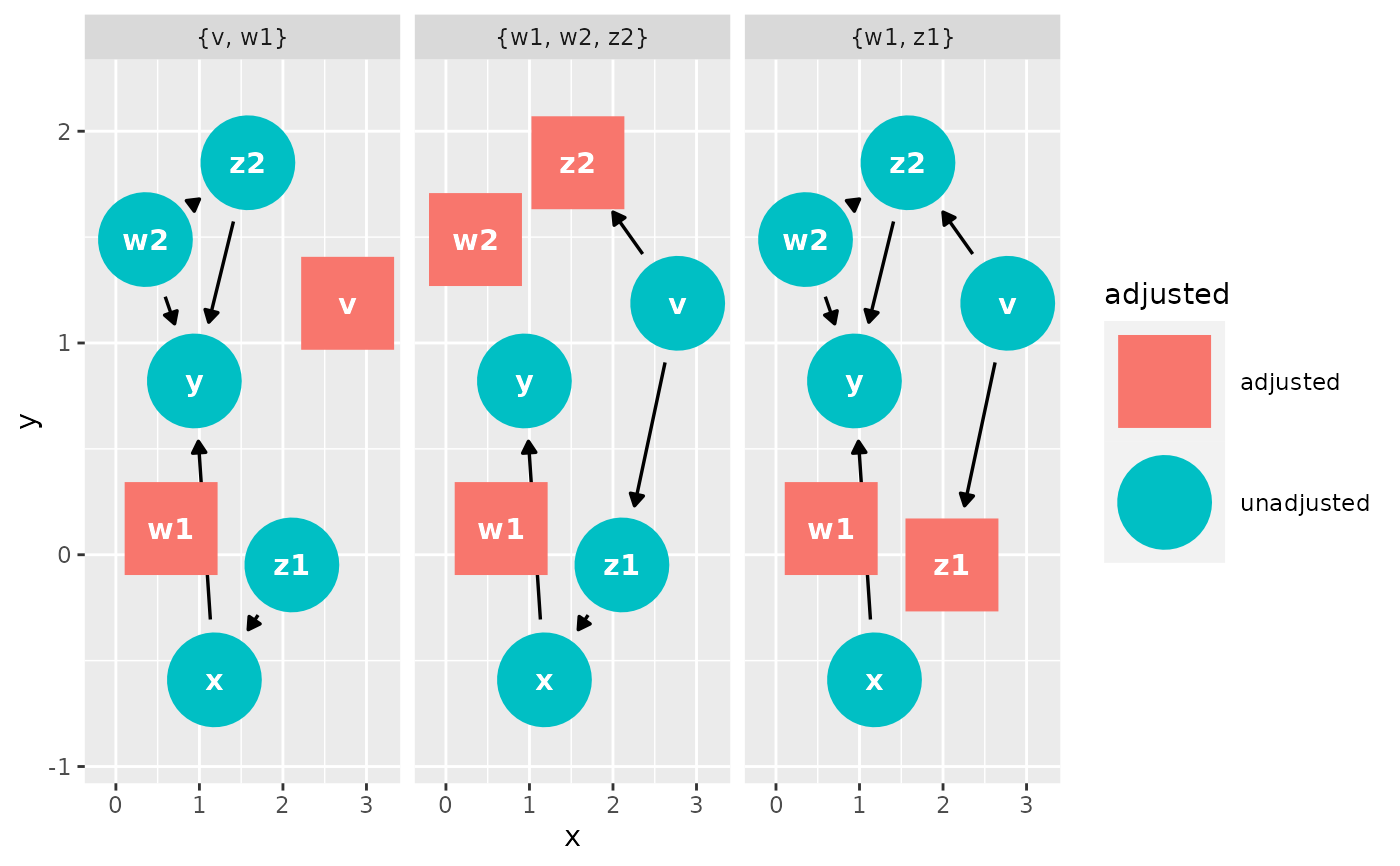 {v, w1}
{w1, w2, z2}
{w1, z1}
z2
w2
v
y
w1
z1
x
z2
w2
v
y
w1
z1
x
z2
w2
v
y
w1
z1
x
2
1
0
-1
y
0 1 2 3
0 1 2 3
0 1 2 3
x
adjusted
adjusted
unadjusted